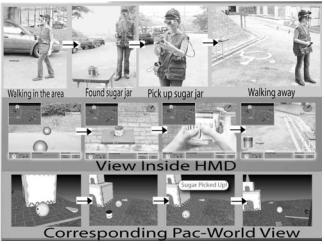 Walking in the area Found sugar jar Pick up sugar jar Walking away
View Inside HMD
Sugar Picked Up!
Corresponding Pac-World View